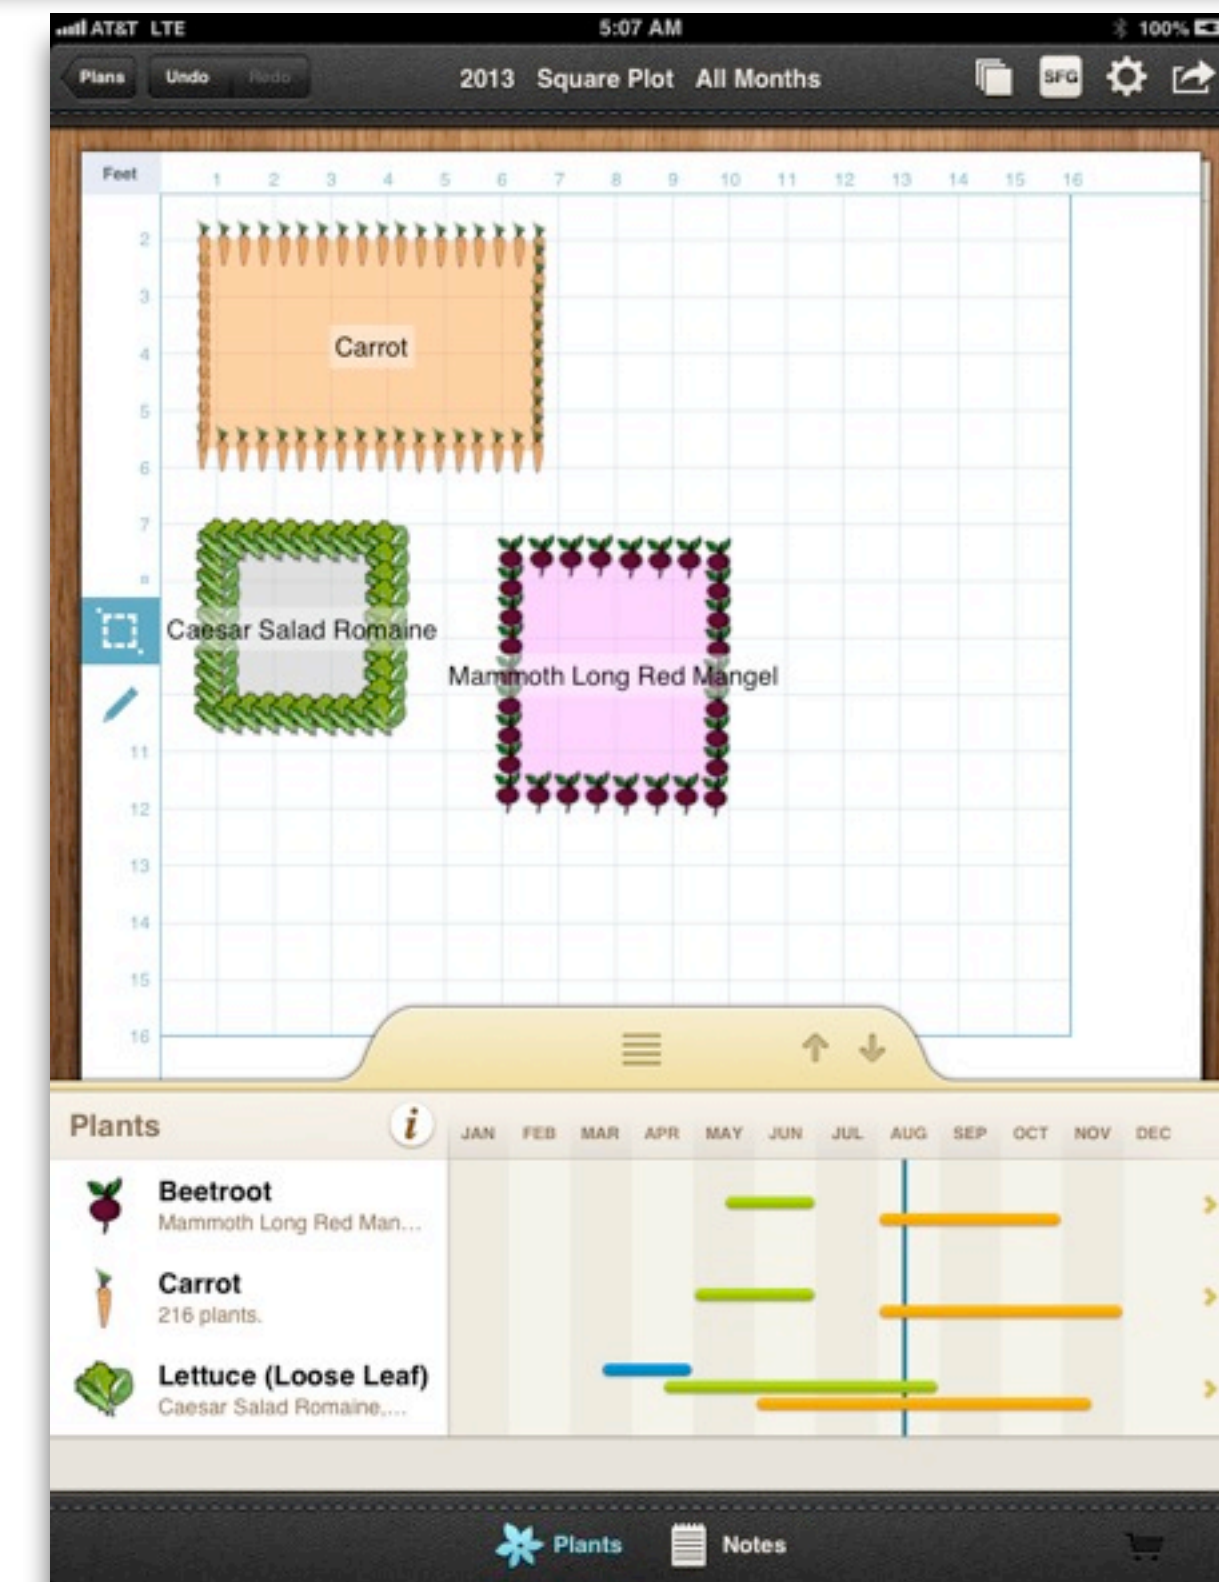 AT&T LTE 5:07 AM 100%
Plans Undo Redo 2013 Square Plot All Months SFG
Feet 1 2 3 4 5 6 7 8 9 10 11 12 13 14 15 16
2
3
4
Carrot
5
6
7
8
Caesar Salad Romaine
Mammoth Long Red Mangel
11
12
13
14
15
16
Plants i JAN FEB MAR APR MAY JUN JUL AUG SEP OCT NOV DEC
Beetroot
Mammoth Long Red Man...
Carrot
216 plants.
Lettuce (Loose Leaf)
Caesar Salad Romaine,...
Plants Notes